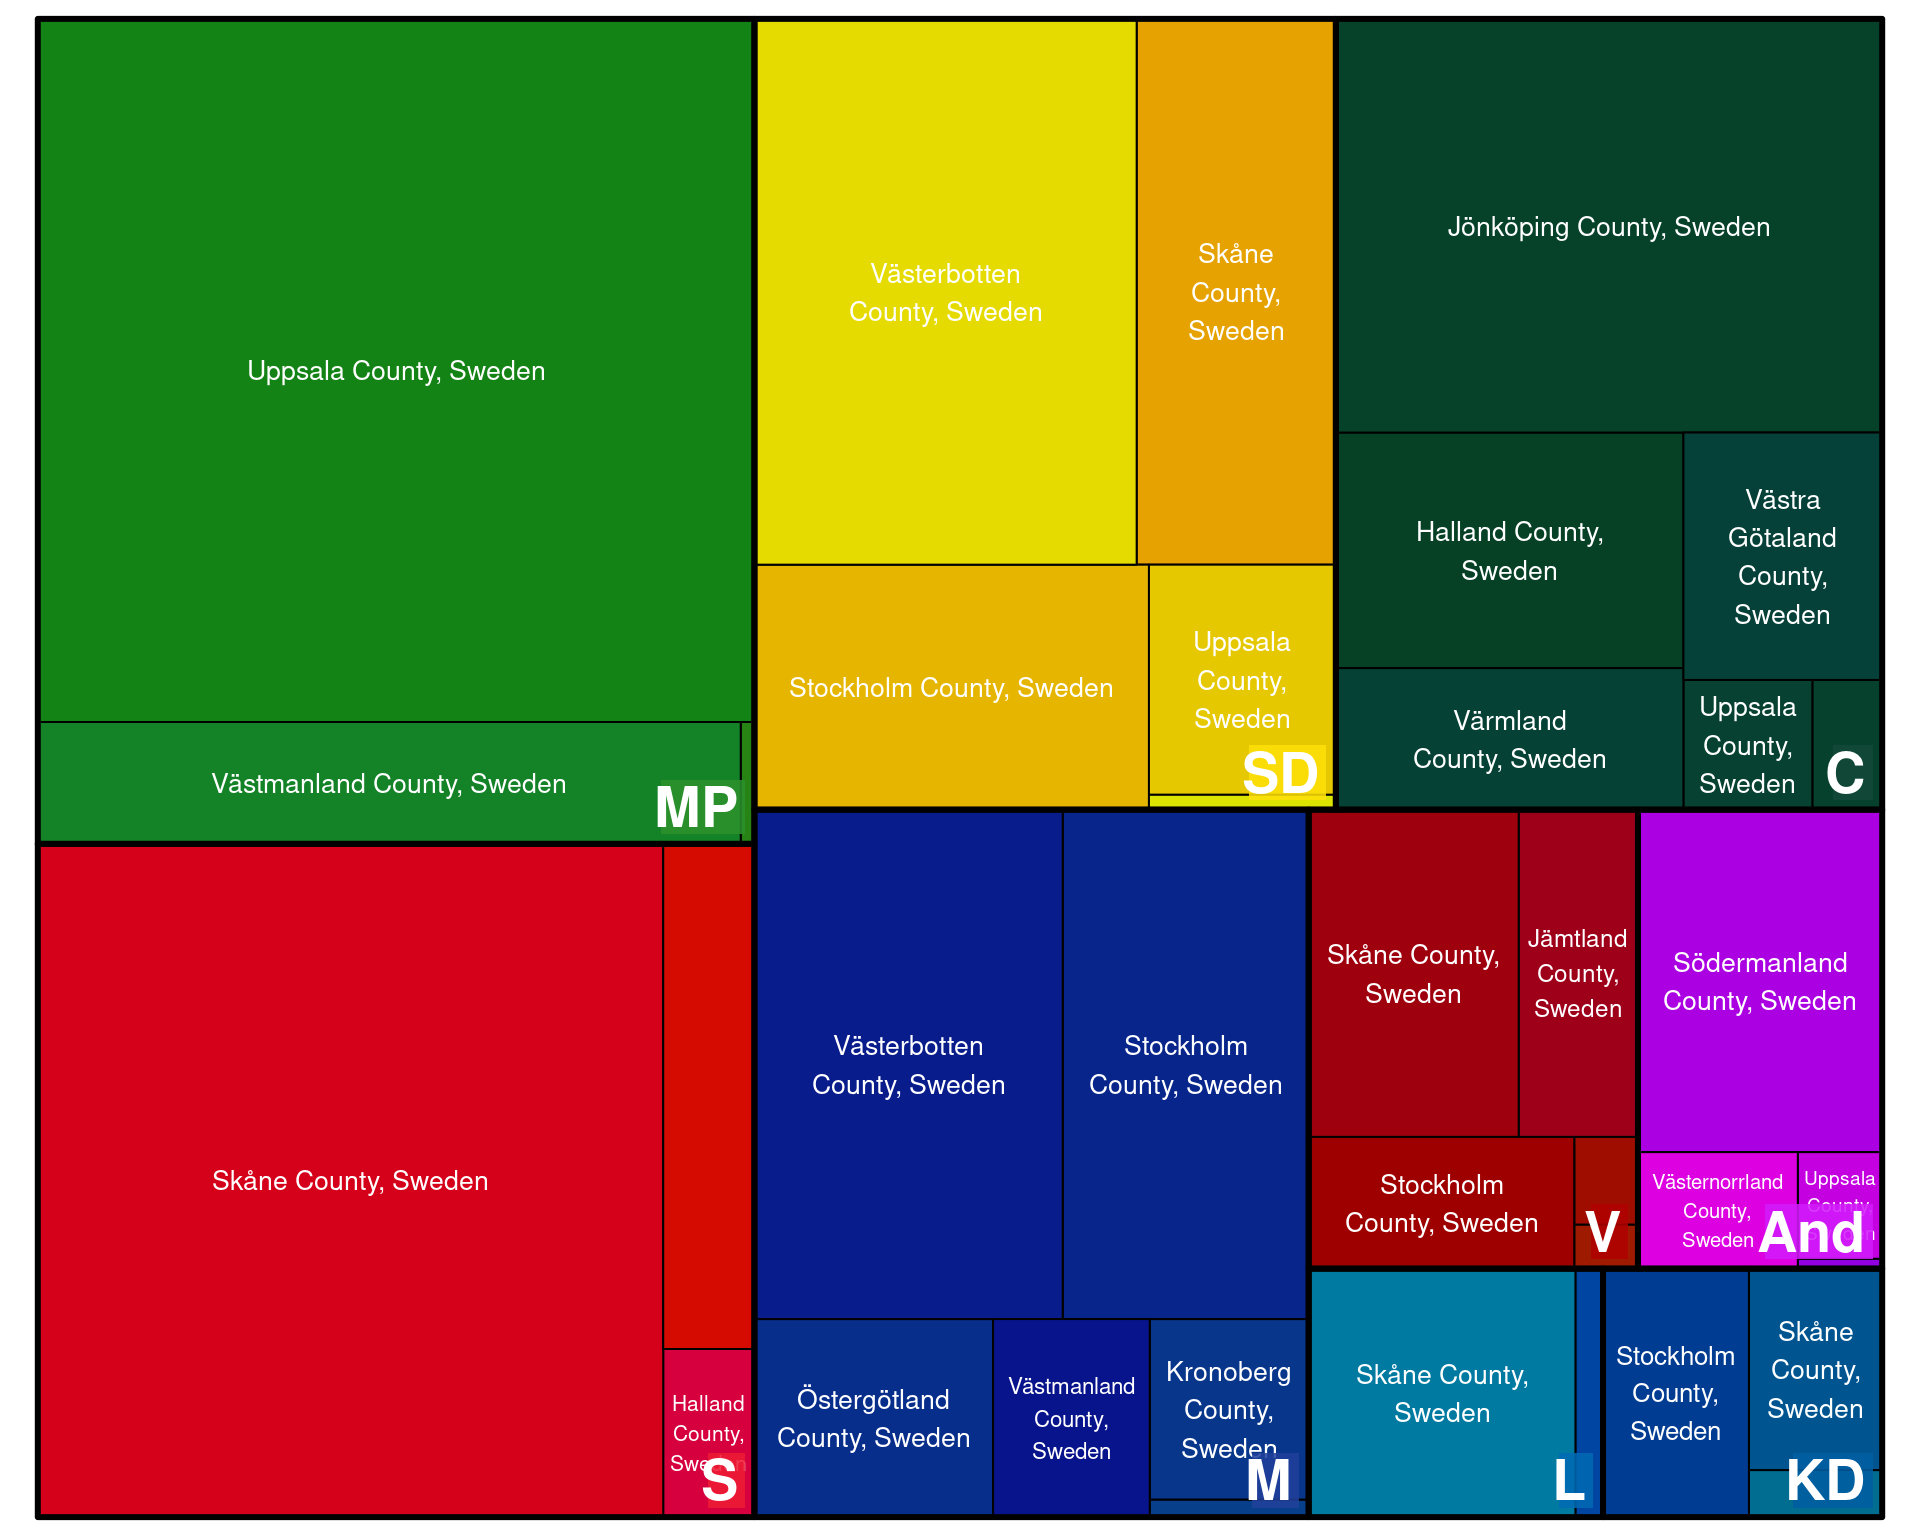 Uppsala County, Sweden
Västmanland County, Sweden
MP
Skåne County, Sweden
Halland
County,
Sweden
S
Västerbotten
County, Sweden
Skåne
County,
Sweden
Stockholm County, Sweden
Uppsala
County,
Sweden
SD
Jönköping County, Sweden
Halland County,
Sweden
Västra
Götaland
County,
Sweden
Värmland
County, Sweden
Uppsala
County,
Sweden
C
Västerbotten
County, Sweden
Stockholm
County, Sweden
Östergötland
County, Sweden
Västmanland
County,
Sweden
Kronoberg
County,
Sweden
M
Skåne County,
Sweden
Jämtland
County,
Sweden
Stockholm
County, Sweden
V
Södermanland
County, Sweden
Västernorrland
County,
Sweden
Uppsala
County,
Sweden
And
Skåne County,
Sweden
L
Stockholm
County,
Sweden
Skåne
County,
Sweden
KD